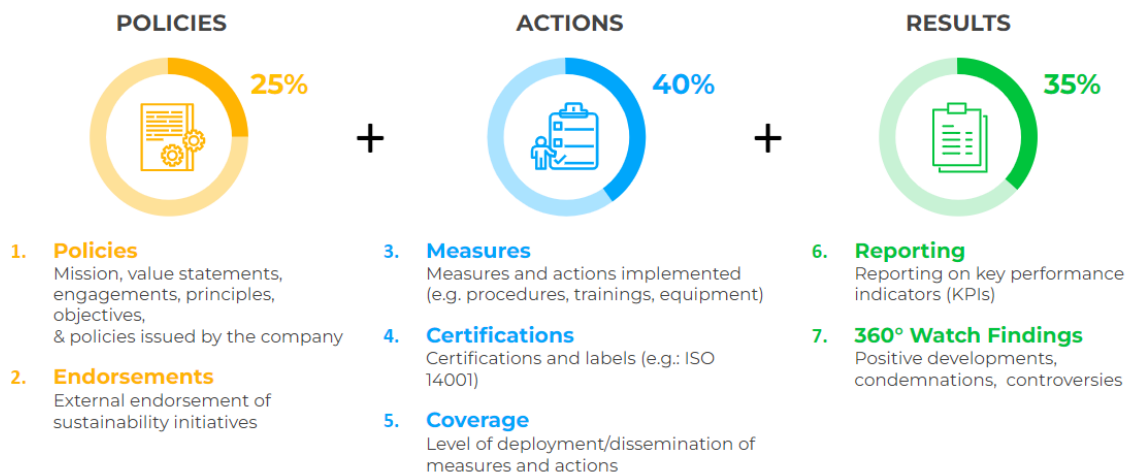 POLICIES
25%
+
ACTIONS
40%
+
RESULTS
35%
1. Policies
Mission, value statements,
engagements, principles,
objectives,
& policies issued by the company
2. Endorsements
External endorsement of
sustainability initiatives
3. Measures
Measures and actions implemented
(e.g. procedures, trainings, equipment)
4. Certifications
Certifications and labels (e.g.: ISO
14001)
5. Coverage
Level of deployment/dissemination of
measures and actions
6. Reporting
Reporting on key performance
indicators (KPIs)
7. 360° Watch Findings
Positive developments,
condemnations, controversies